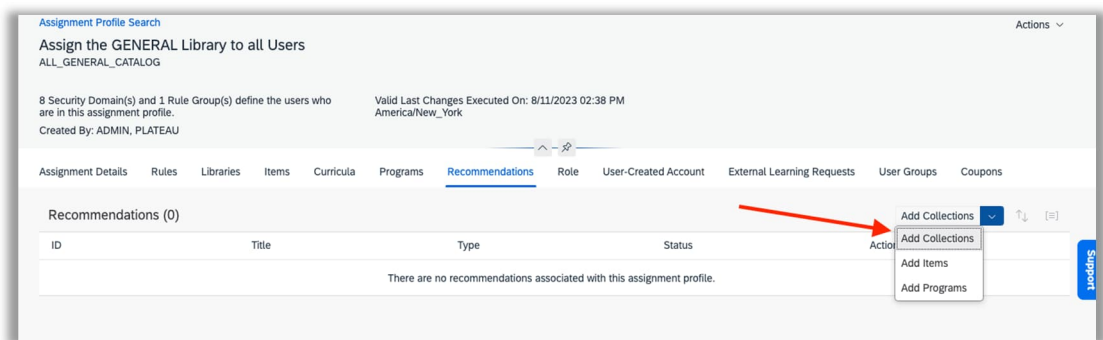 Assignment Profile Search
Actions
Assign the GENERAL Library to all Users
ALL_GENERAL_CATALOG
8 Security Domain(s) and 1 Rule Group(s) define the users who
are in this assignment profile.
Valid Last Changes Executed On: 8/11/2023 02:38 PM
America/New_York
Created By: ADMIN, PLATEAU
Assignment Details Rules Libraries Items Curricula Programs Recommendations Role User-Created Account External Learning Requests User Groups Coupons
Recommendations (0)
Add Collections
ID Title Type Status Action
Add Collections
Add Items
Add Programs
There are no recommendations associated with this assignment profile.
Support